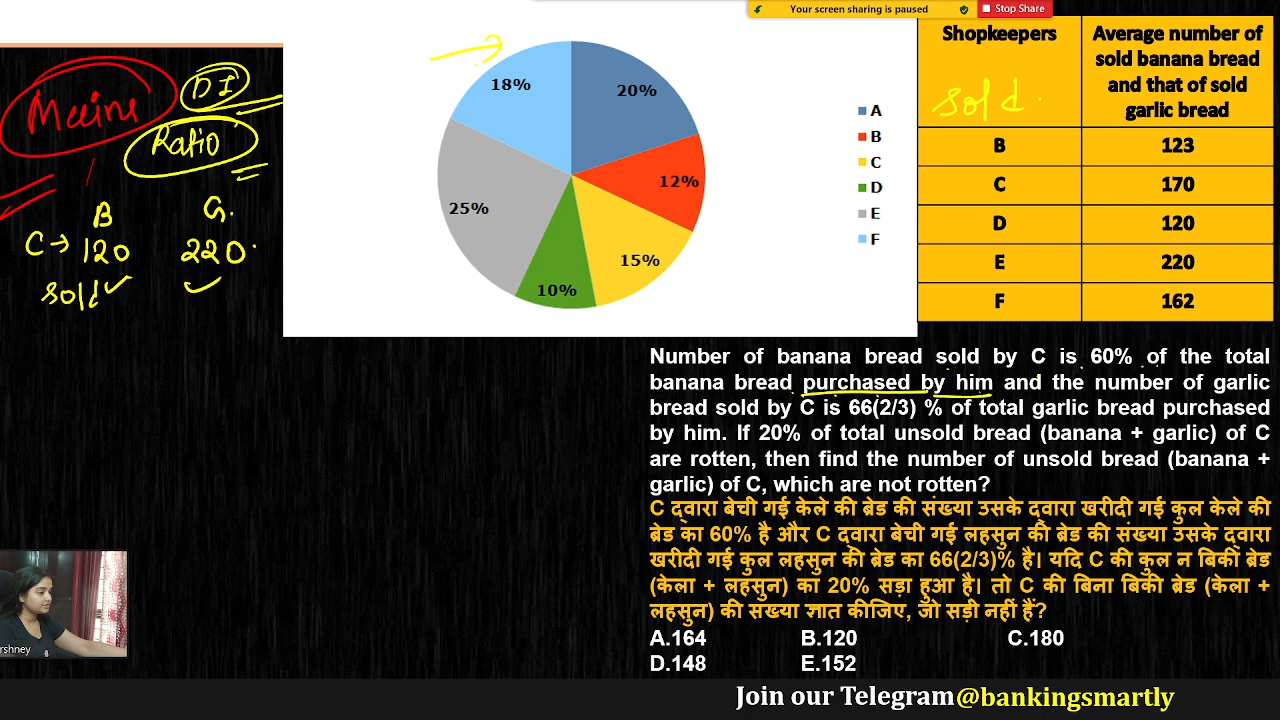 Your screen sharing is paused
Stop Share
Shopkeepers
Average number of
sold banana bread
and that of sold
garlic bread
sold.
B 123
C 170
D 120
E 220
F 162
DI
Ratio
B G.
C → 120 220.
sold
18%
20%
12%
25%
15%
10%
A
B
C
D
E
F
Number of banana bread sold by C is 60% of the total
banana bread purchased by him and the number of garlic
bread sold by C is 66(2/3) % of total garlic bread purchased
by him. If 20% of total unsold bread (banana + garlic) of C
are rotten, then find the number of unsold bread (banana +
garlic) of C, which are not rotten?
C द्वारा बेची गई केले की ब्रेड की संख्या उसके द्वारा खरीदी गई कुल केले की
ब्रेड का 60% है और C द्वारा बेची गई लहसुन की ब्रेड की संख्या उसके द्वारा
खरीदी गई कुल लहसुन की ब्रेड का 66(2/3)% है। यदि C की कुल न बिकी ब्रेड
(केला + लहसुन) का 20% सड़ा हुआ है। तो C की बिना बिकी ब्रेड (केला +
लहसुन) की संख्या ज्ञात कीजिए, जो सड़ी नहीं हैं?
A.164 B.120 C.180
D.148 E.152
rshney
Join our Telegram@bankingsmartly